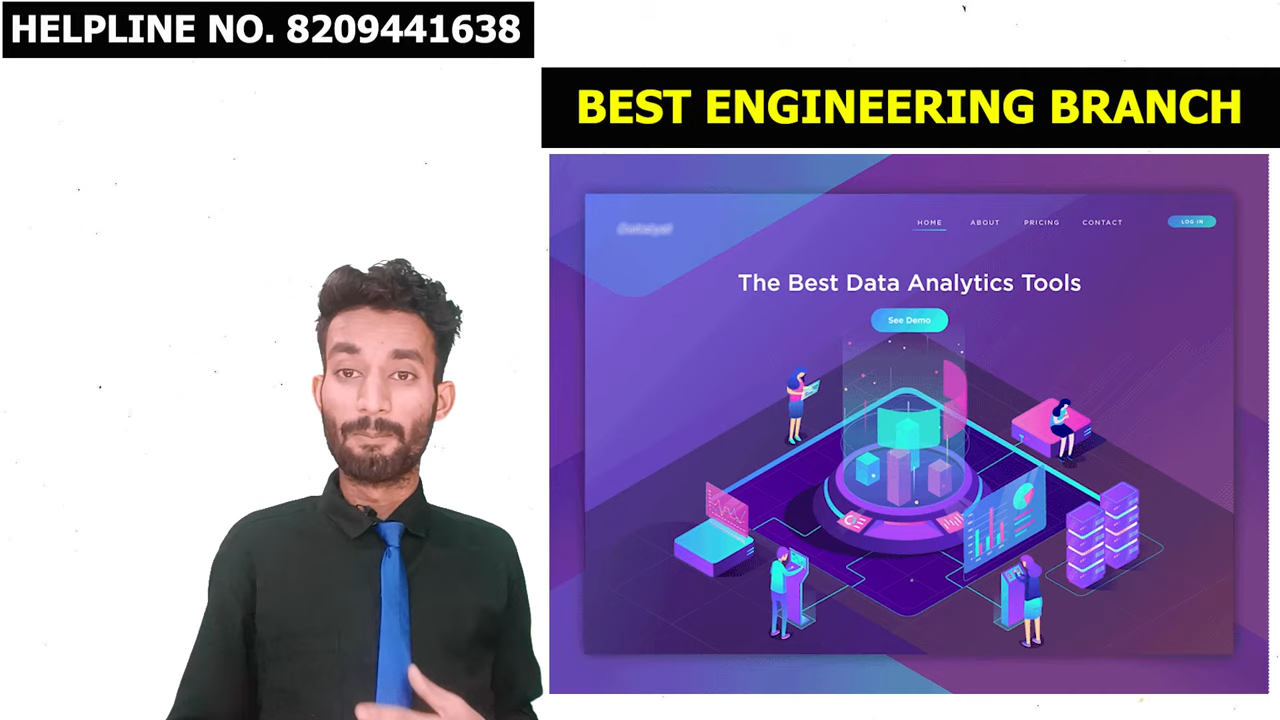 HELPLINE NO. 8209441638
BEST ENGINEERING BRANCH
HOME ABOUT PRICING CONTACT LOG IN
The Best Data Analytics Tools
See Demo